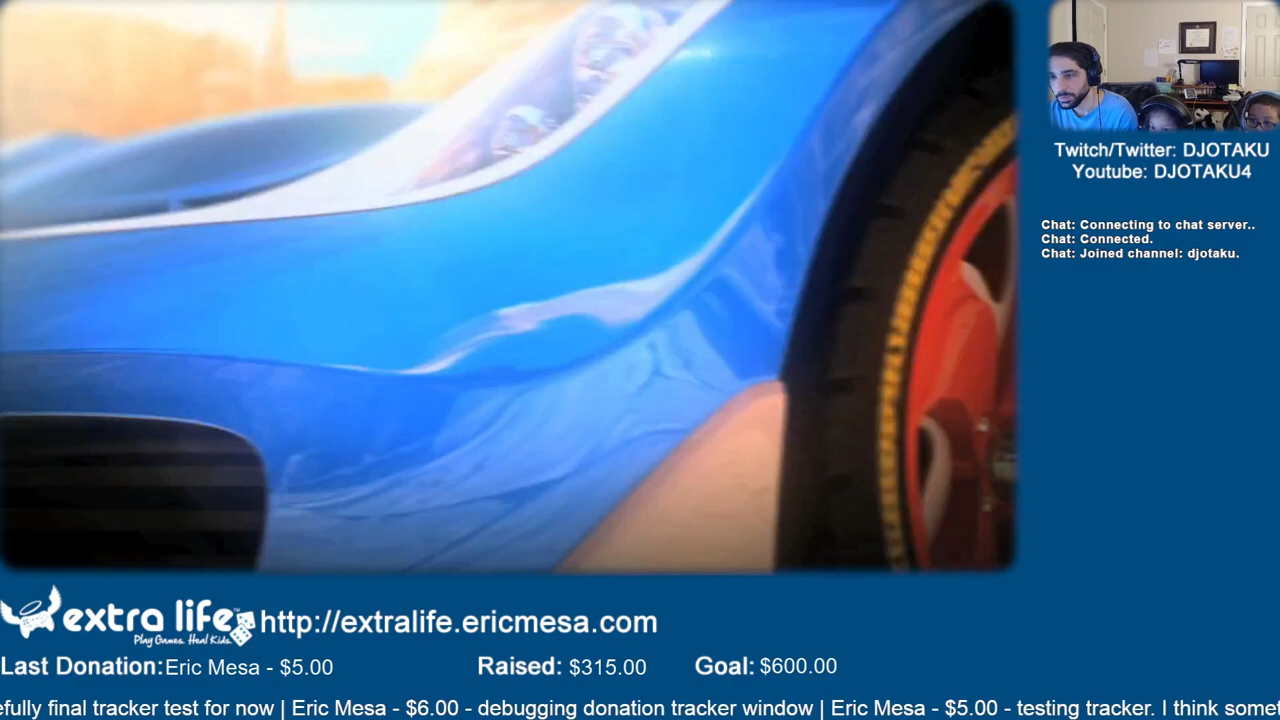 Twitch/Twitter: DJOTAKU
Youtube: DJOTAKU4
Chat: Connecting to chat server..
Chat: Connected.
Chat: Joined channel: djotaku.
extra life
Play Games. Heal Kids.
http://extralife.ericmesa.com
Last Donation: Eric Mesa - $5.00 Raised: $315.00 Goal: $600.00
efully final tracker test for now | Eric Mesa - $6.00 - debugging donation tracker window | Eric Mesa - $5.00 - testing tracker. I think some